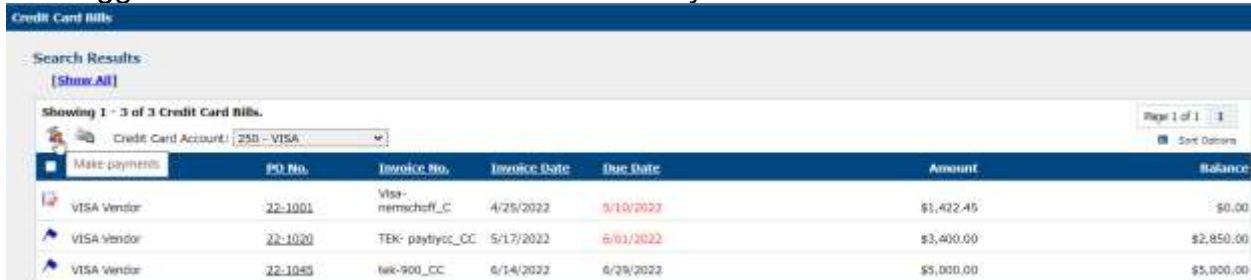 Credit Card Bills
Search Results
[Show All]
Showing 1 - 3 of 3 Credit Card Bills.
Page 1 of 1 1
Credit Card Account: 250 - VISA
Sort Options
Make payments PO No. Invoice No. Invoice Date Due Date Amount Balance
VISA Vendor 22-1001 Visa-nemschoff_C 4/25/2022 5/10/2022 $1,422.45 $0.00
VISA Vendor 22-1020 TEK- paytlycc_CC 5/17/2022 6/01/2022 $3,400.00 $2,850.00
VISA Vendor 22-1045 tek-900_CC 6/14/2022 6/29/2022 $5,000.00 $5,000.00